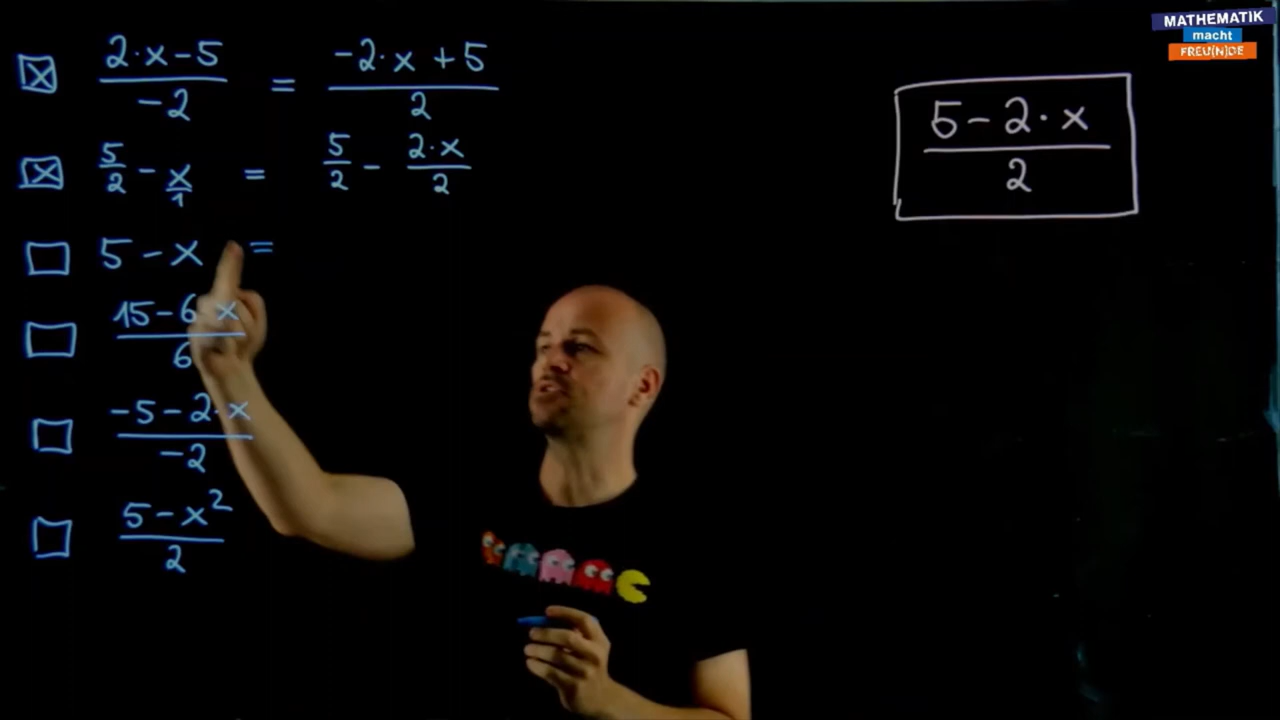 MATHEMATIK
macht
FREU(N)DE
☒ (2·x−5)/(−2) = (−2·x+5)/2
☒ 5/2 − x/1 = 5/2 − (2·x)/2
☐ 5−x =
☐ (15−6·x)/6
☐ (−5−2·x)/(−2)
☐ (5−x²)/2
(5−2·x)/2